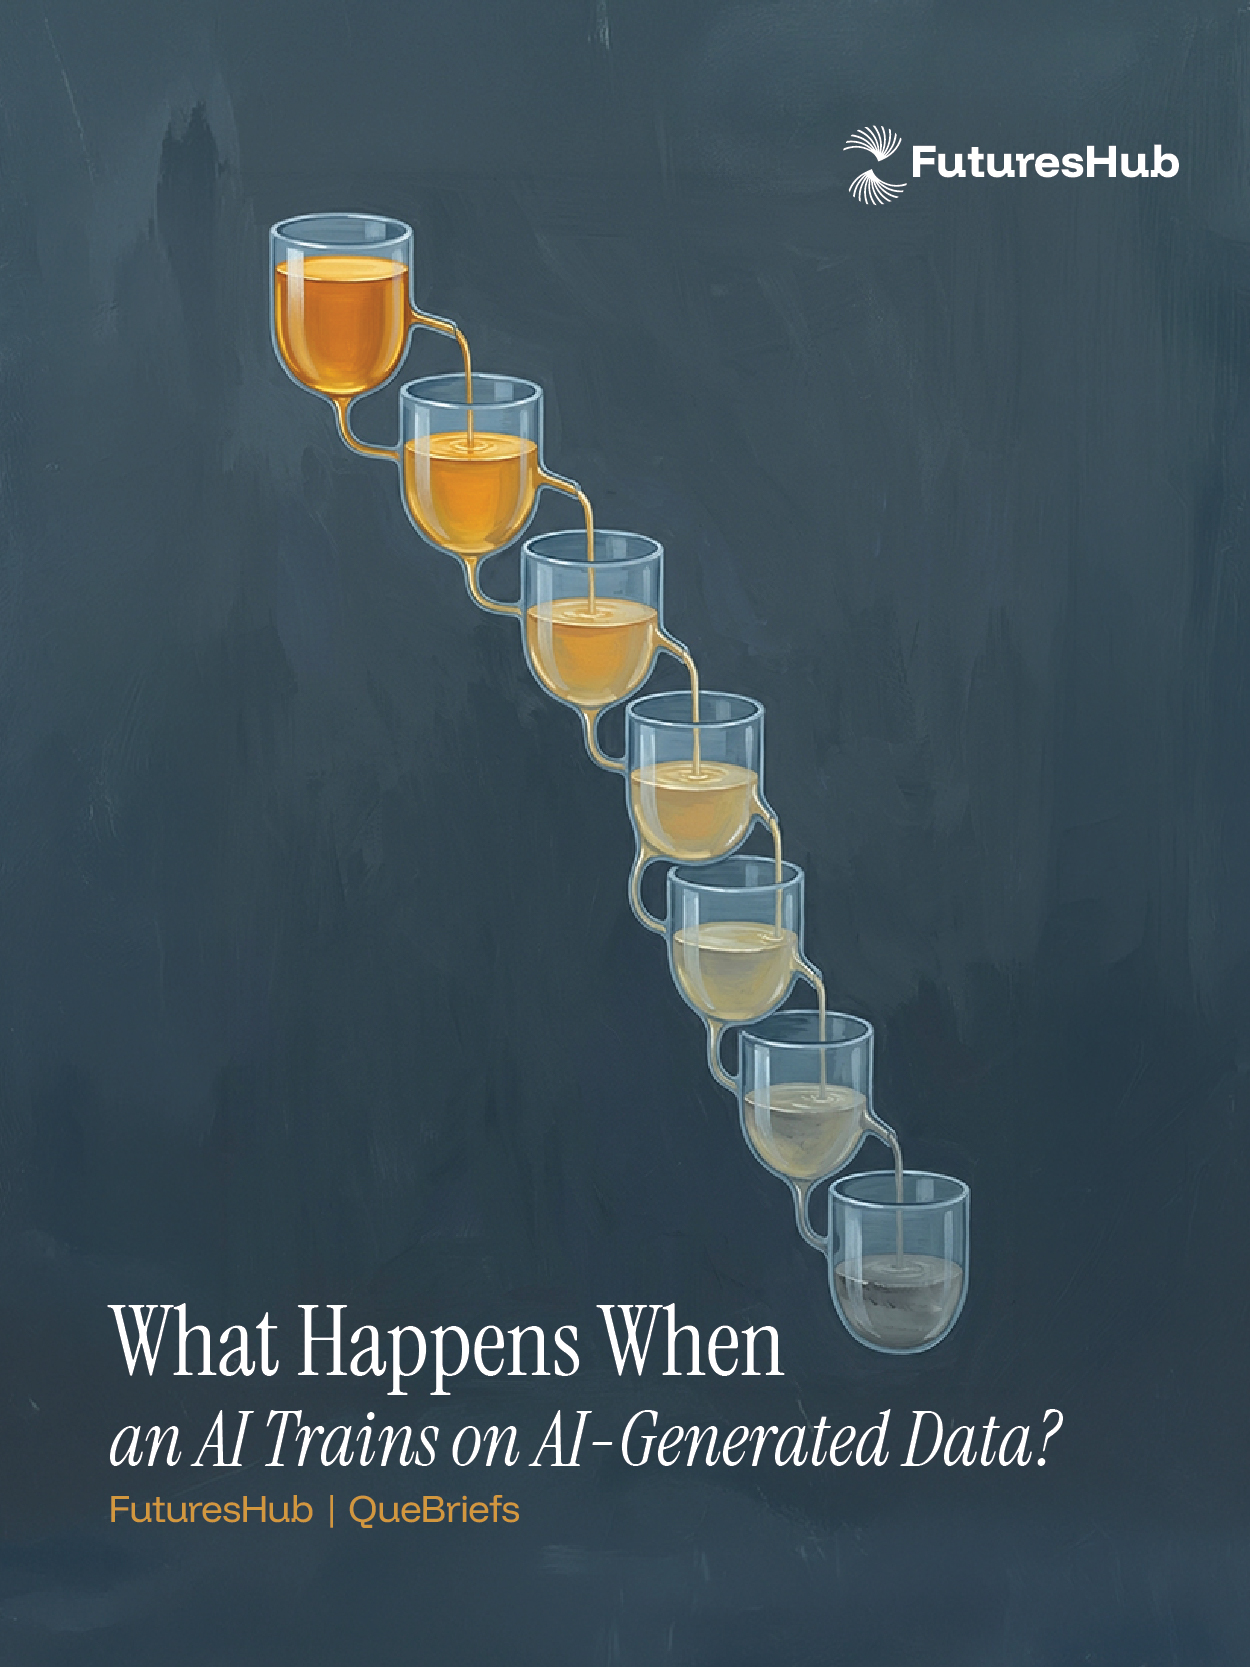 FuturesHub
What Happens When
an AI Trains on AI-Generated Data?
FuturesHub | QueBriefs